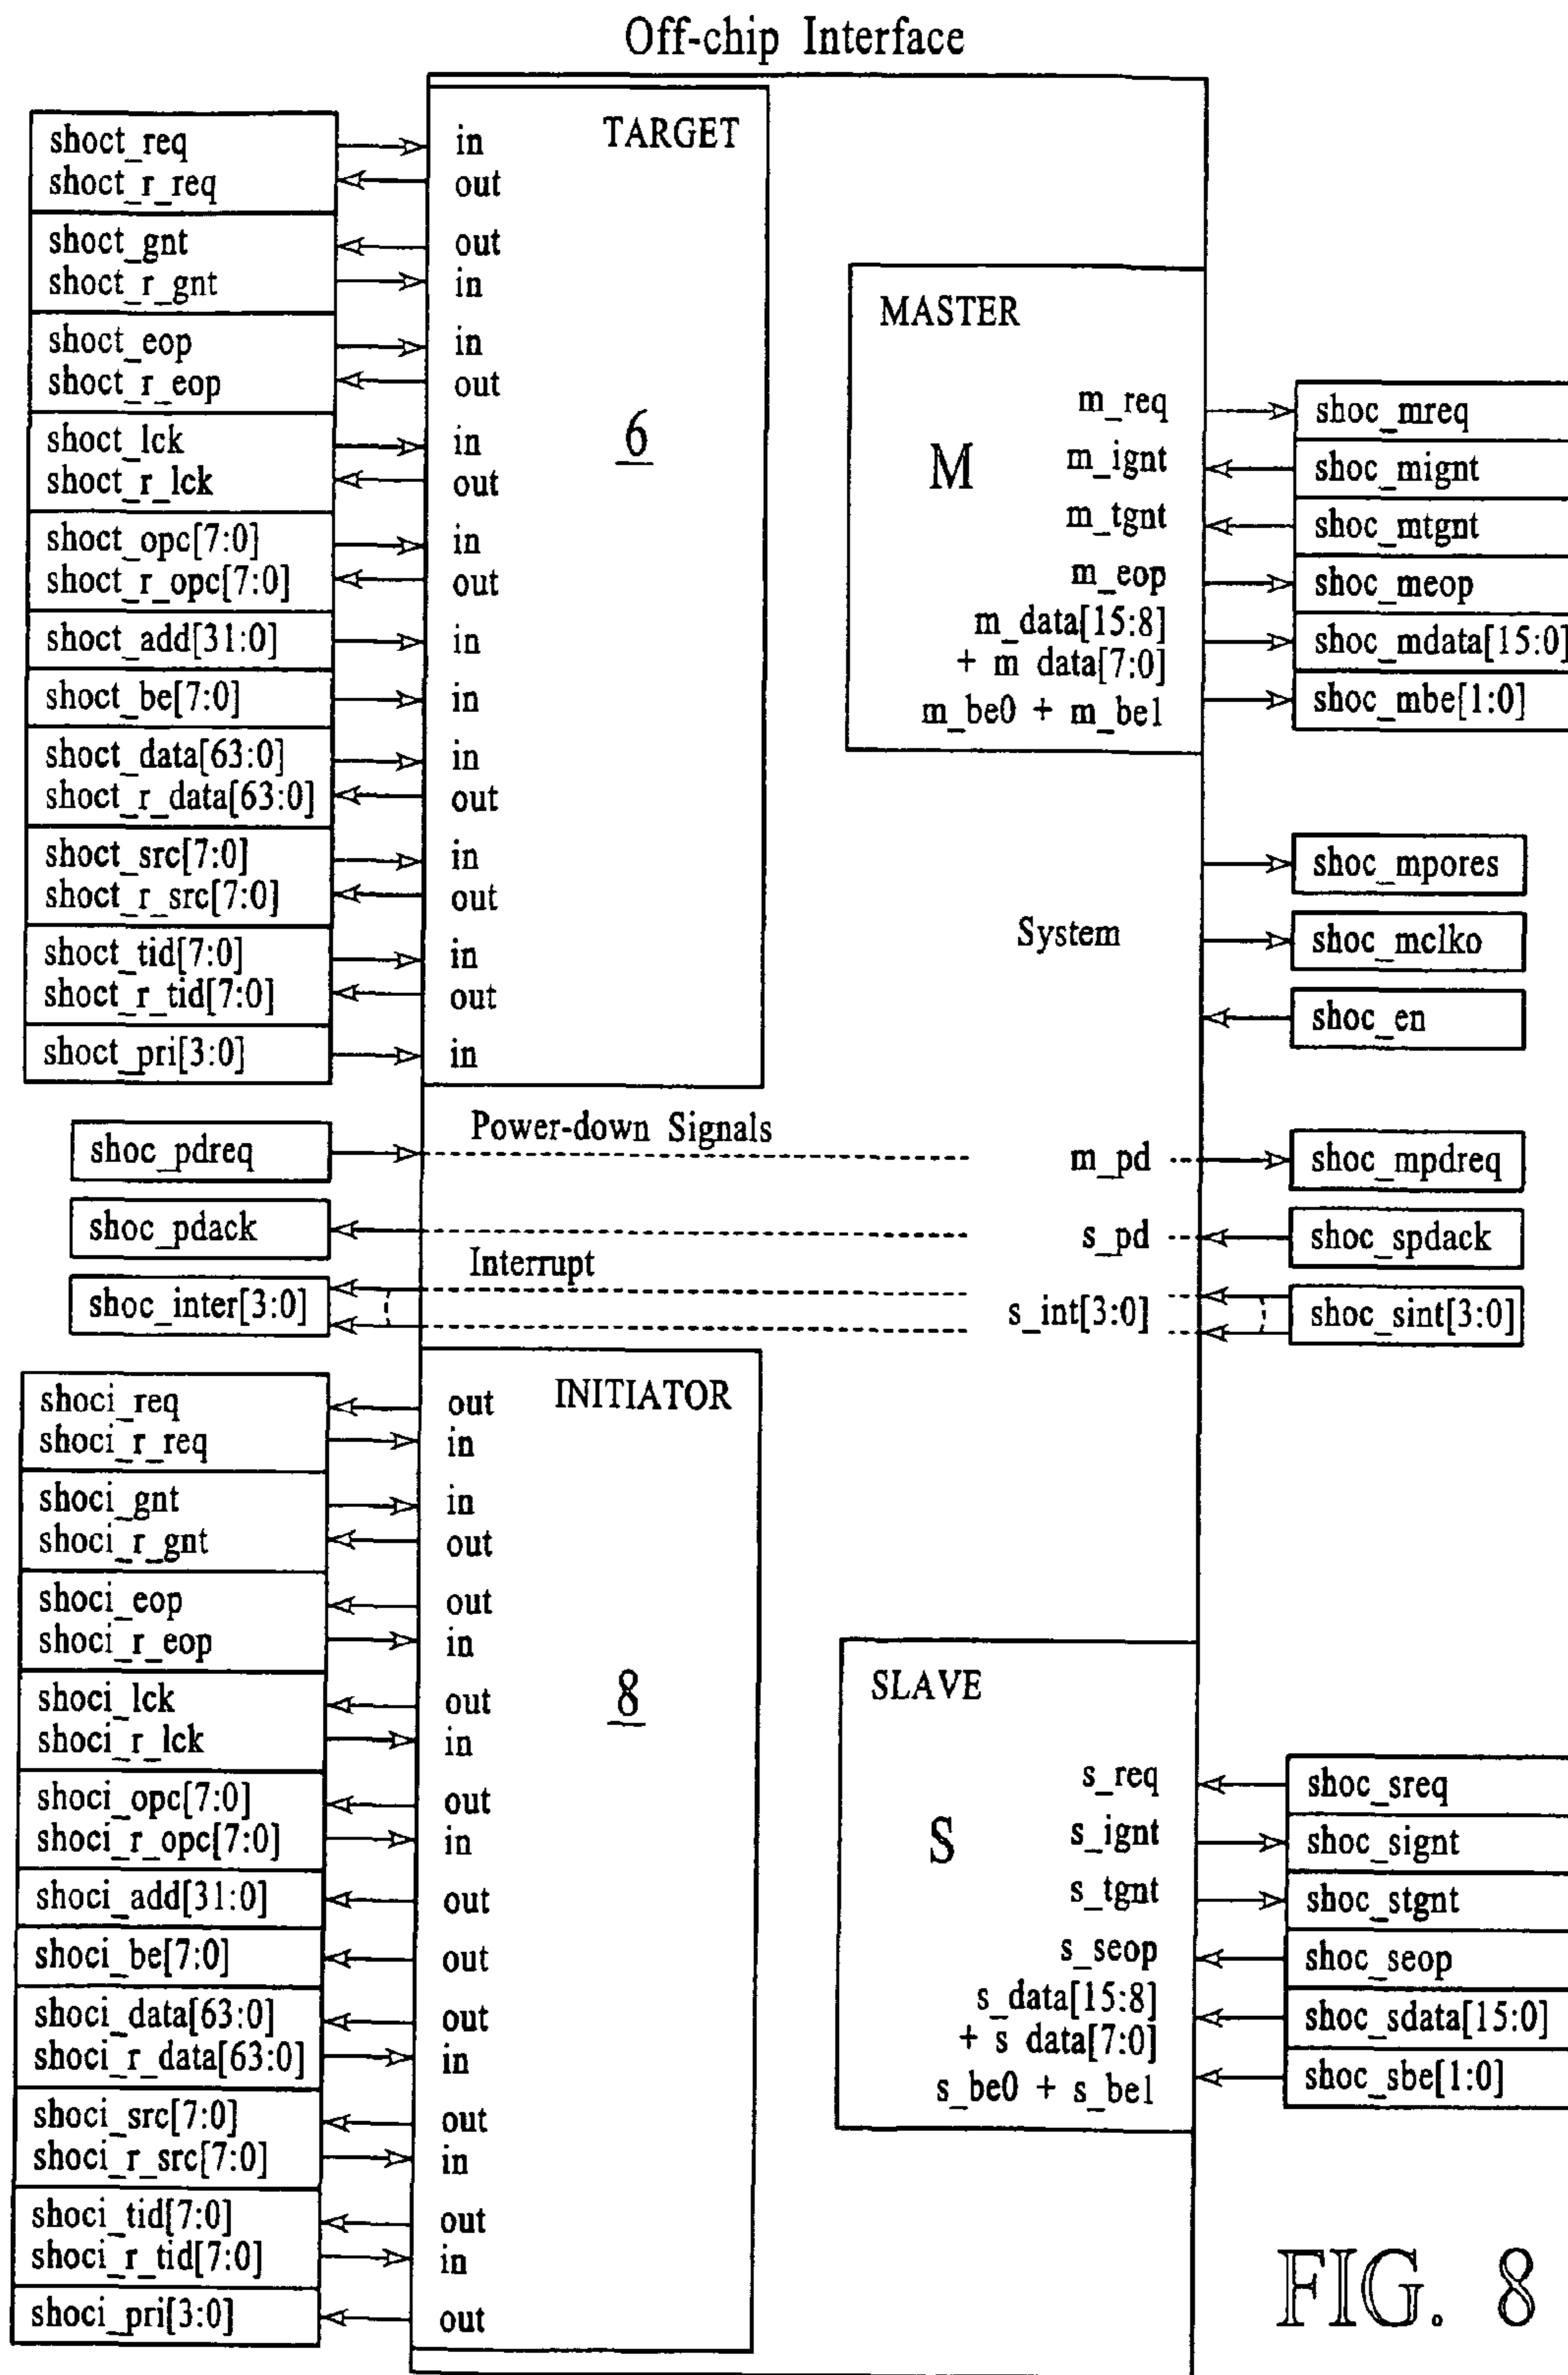 Off-chip Interface
shoct_req
shoct_r_req
shoct_gnt
shoct_r_gnt
shoct_eop
shoct_r_eop
shoct_lck
shoct_r_lck
shoct_opc[7:0]
shoct_r_opc[7:0]
shoct_add[31:0]
shoct_be[7:0]
shoct_data[63:0]
shoct_r_data[63:0]
shoct_src[7:0]
shoct_r_src[7:0]
shoct_tid[7:0]
shoct_r_tid[7:0]
shoct_pri[3:0]
in
out
out
in
in
out
in
out
in
out
in
in
in
out
in
out
in
out
in
TARGET
6
MASTER
M
m_req
m_ignt
m_tgnt
m_eop
m_data[15:8]
+ m data[7:0]
m_be0 + m_be1
shoc_mreq
shoc_mignt
shoc_mtgnt
shoc_meop
shoc_mdata[15:0]
shoc_mbe[1:0]
System
shoc_mpores
shoc_mclko
shoc_en
Power-down Signals
shoc_pdreq
m_pd
shoc_mpdreq
shoc_pdack
s_pd
shoc_spdack
Interrupt
shoc_inter[3:0]
s_int[3:0]
shoc_sint[3:0]
shoci_req
shoci_r_req
shoci_gnt
shoci_r_gnt
shoci_eop
shoci_r_eop
shoci_lck
shoci_r_lck
shoci_opc[7:0]
shoci_r_opc[7:0]
shoci_add[31:0]
shoci_be[7:0]
shoci_data[63:0]
shoci_r_data[63:0]
shoci_src[7:0]
shoci_r_src[7:0]
shoci_tid[7:0]
shoci_r_tid[7:0]
shoci_pri[3:0]
out
in
in
out
out
in
out
in
out
in
out
out
out
in
out
in
out
in
out
INITIATOR
8
SLAVE
S
s_req
s_ignt
s_tgnt
s_seop
s_data[15:8]
+ s data[7:0]
s_be0 + s_be1
shoc_sreq
shoc_signt
shoc_stgnt
shoc_seop
shoc_sdata[15:0]
shoc_sbe[1:0]
FIG. 8